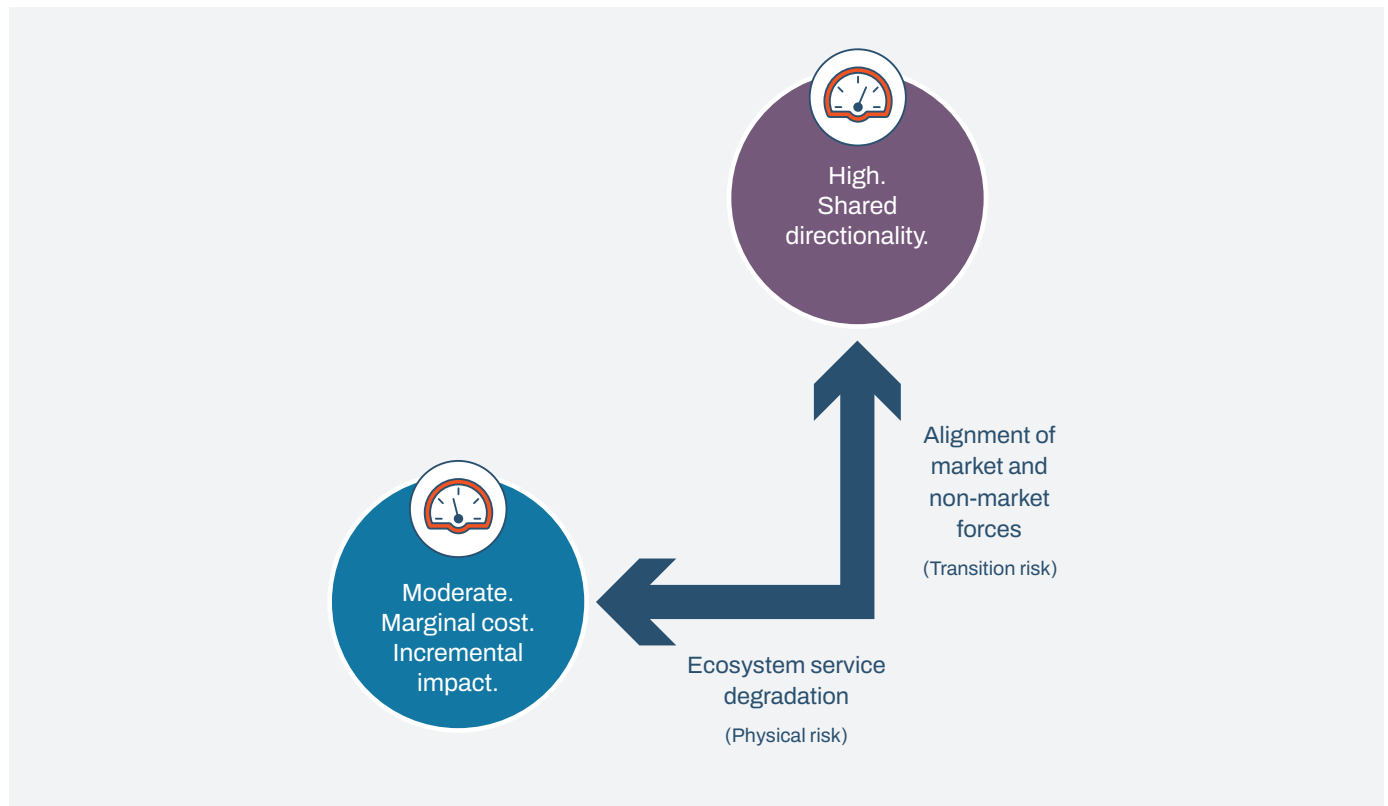 High.
Shared
directionality.
Alignment of
market and
non-market
forces
(Transition risk)
Moderate.
Marginal cost.
Incremental
impact.
Ecosystem service
degradation
(Physical risk)